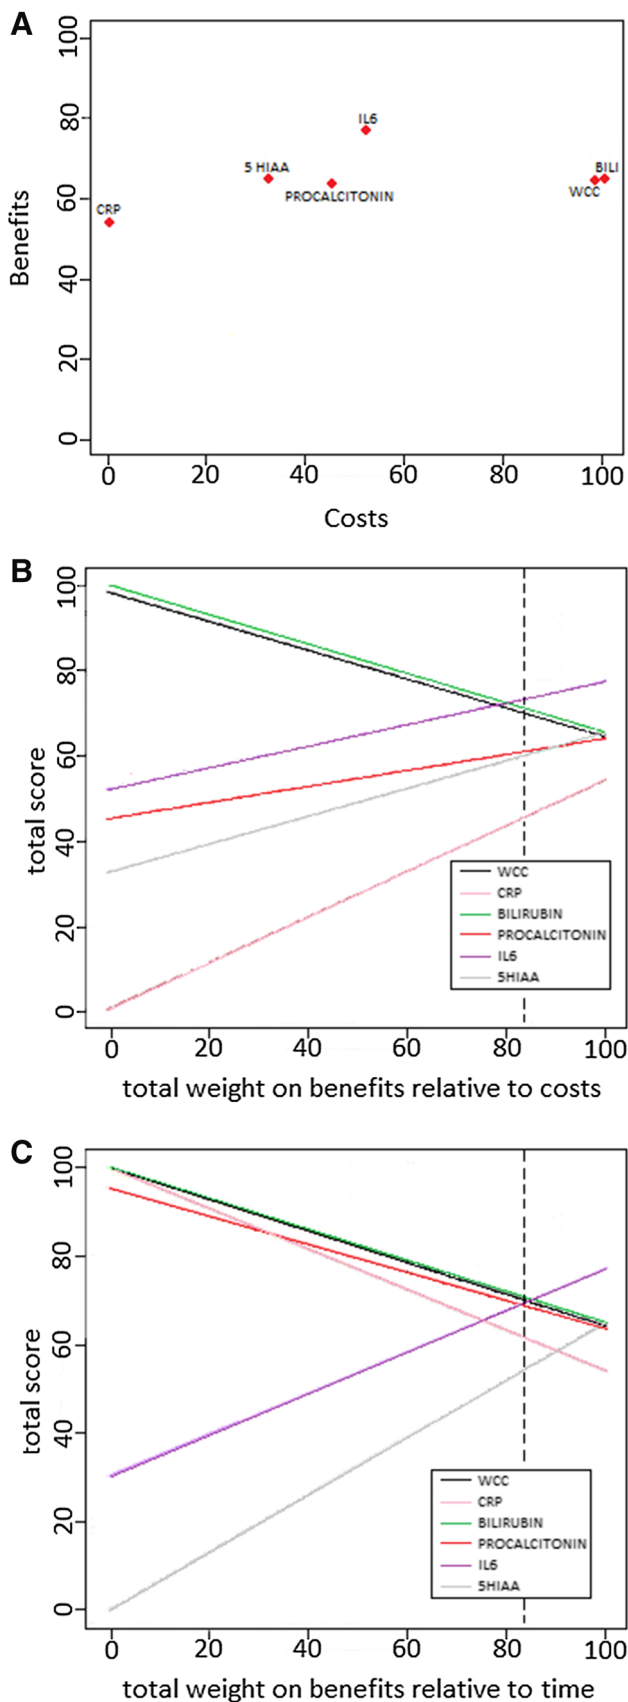 A
100
80
60
40
20
0
Benefits
IL6
5 HIAA
PROCALCITONIN
BILI
WCC
CRP
0 20 40 60 80 100
Costs
B
100
80
60
40
20
0
total score
WCC
CRP
BILIRUBIN
PROCALCITONIN
IL6
5HIAA
0 20 40 60 80 100
total weight on benefits relative to costs
C
100
80
60
40
20
0
total score
WCC
CRP
BILIRUBIN
PROCALCITONIN
IL6
5HIAA
0 20 40 60 80 100
total weight on benefits relative to time